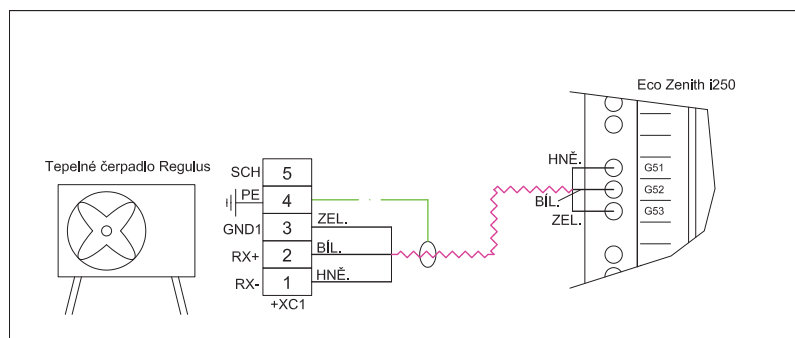 Eco Zenith i250
Tepelné čerpadlo Regulus
SCH 5
PE 4
GND1 3 ZEL.
RX+ 2 BÍL.
RX- 1 HNĚ.
+XC1
HNĚ. G51
BÍL. G52
ZEL. G53